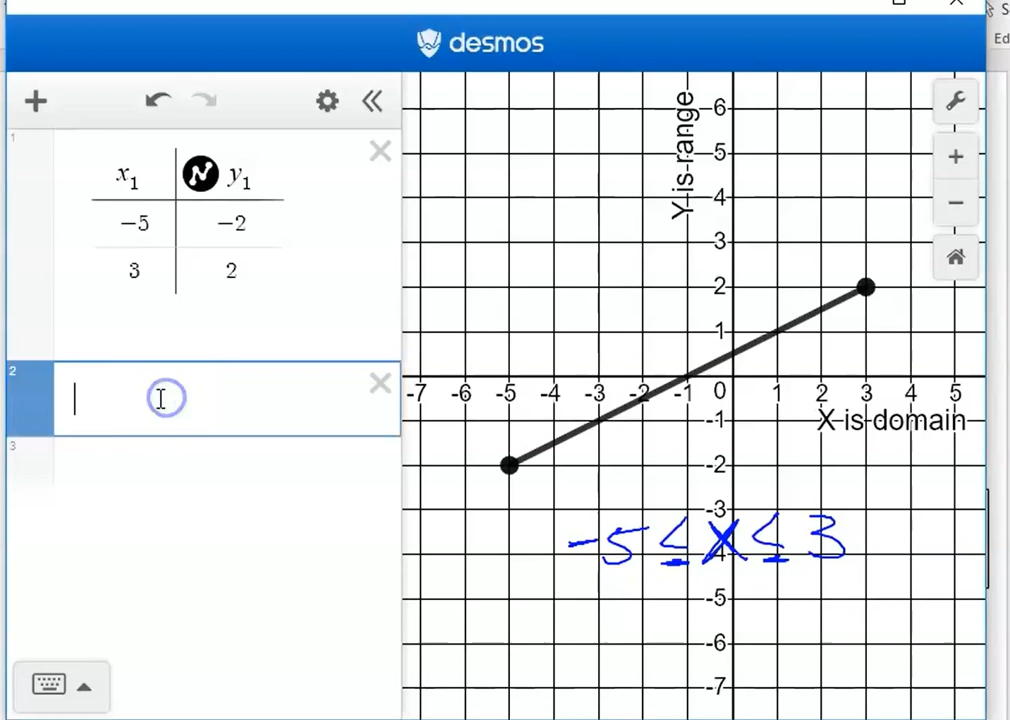 S
Ed
desmos
1
x₁ y₁
−5 −2
3 2
2
3
Y-is-range
6
5
4
3
2
1
-7 -6 -5 -4 -3 -2 -1 0 1 2 3 4 5
X-is-domain
-1
-2
-3
-5 ≤ X ≤ 3
-5
-6
-7